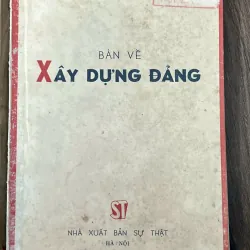 BÀN VỀ
XÂY DỰNG ĐẢNG
ST
NHÀ XUẤT BẢN SỰ THẬT
HÀ-NỘI